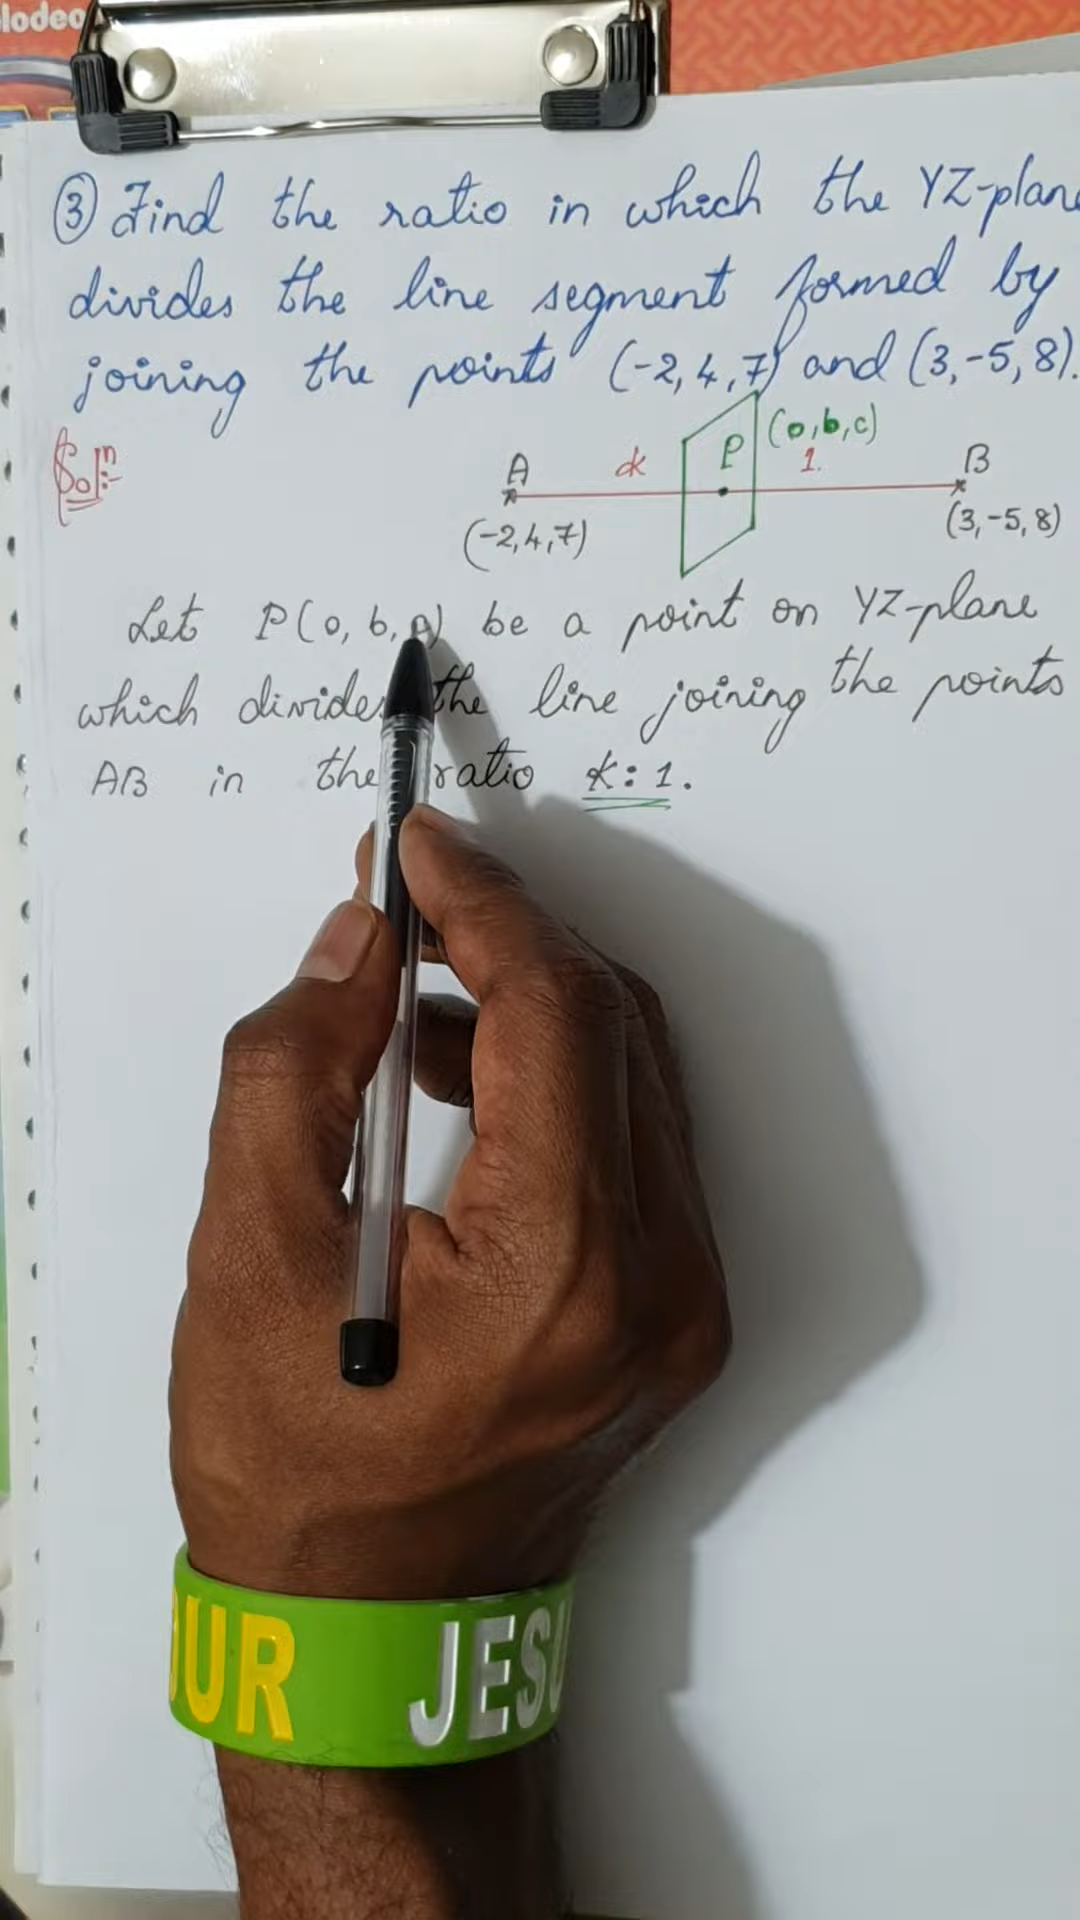 lodeo
③ Find the ratio in which the YZ-plane
divides the line segment formed by
joining the points (-2,4,7) and (3,-5,8).
Solⁿ:-
A k P (0,b,c) 1. B
(-2,4,7) (3,-5,8)
Let P(0, b, c) be a point on YZ-plane
which divides the line joining the points
AB in the ratio k:1.
OUR JESU